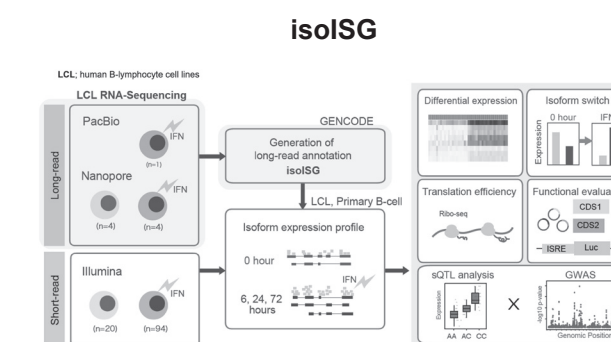 isoISG
LCL; human B-lymphocyte cell lines
LCL RNA-Sequencing
Long-read
PacBio
IFN
(n=1)
Nanopore
IFN
(n=4)
(n=4)
Short-read
Illumina
IFN
(n=20)
(n=94)
GENCODE
Generation of
long-read annotation
isoISG
LCL, Primary B-cell
Isoform expression profile
0 hour
IFN
6, 24, 72
hours
Differential expression
Isoform switch
0 hour
IFN
Expression
Translation efficiency
Ribo-seq
Functional evalua
CDS1
CDS2
ISRE
Luc
sQTL analysis
Expression
AA AC CC
X
GWAS
-log10 p-value
Genomic Position